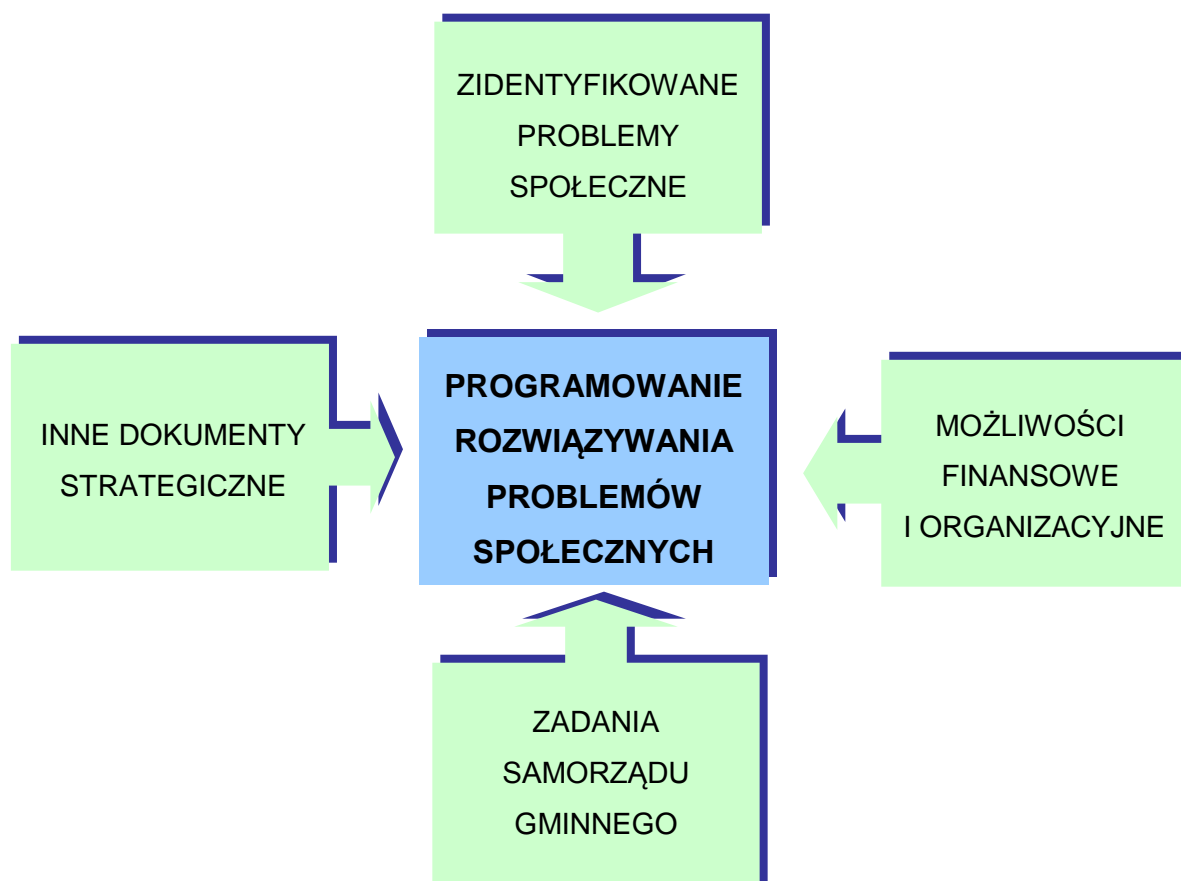 ZIDENTYFIKOWANE
PROBLEMY
SPOŁECZNE
INNE DOKUMENTY
STRATEGICZNE
PROGRAMOWANIE
ROZWIĄZYWANIA
PROBLEMÓW
SPOŁECZNYCH
MOŻLIWOŚCI
FINANSOWE
I ORGANIZACYJNE
ZADANIA
SAMORZĄDU
GMINNEGO